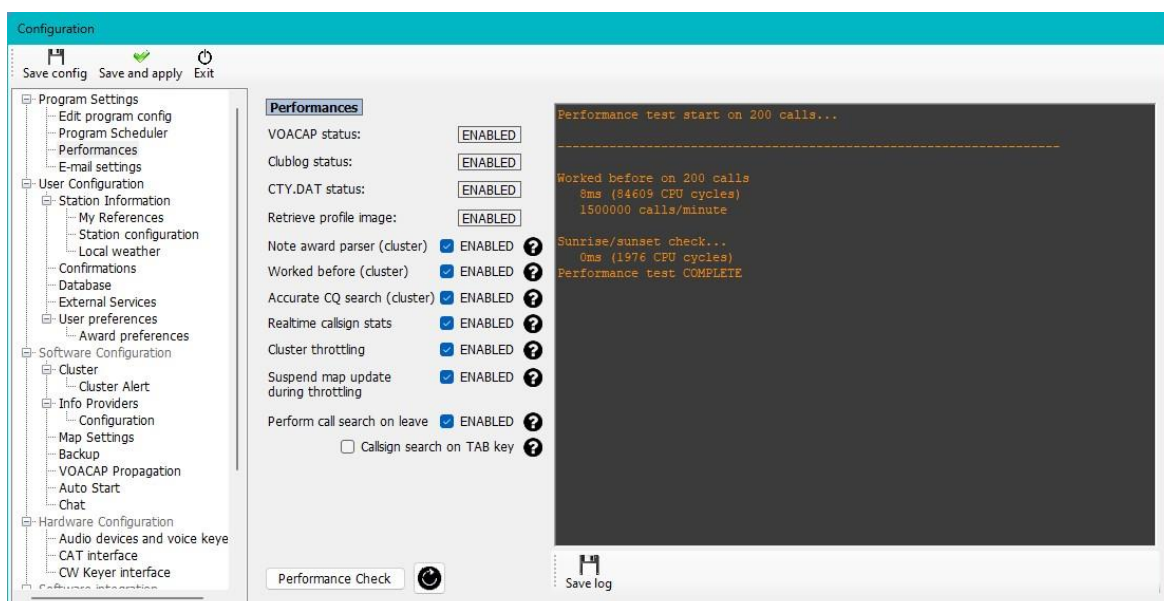 Configuration
Save config Save and apply Exit
Program Settings
Edit program config
Program Scheduler
Performances
E-mail settings
User Configuration
Station Information
My References
Station configuration
Local weather
Confirmations
Database
External Services
User preferences
Award preferences
Software Configuration
Cluster
Cluster Alert
Info Providers
Configuration
Map Settings
Backup
VOACAP Propagation
Auto Start
Chat
Hardware Configuration
Audio devices and voice keye
CAT interface
CW Keyer interface
Software integration
Performances
VOACAP status: ENABLED
Clublog status: ENABLED
CTY.DAT status: ENABLED
Retrieve profile image: ENABLED
Note award parser (cluster) ENABLED ?
Worked before (cluster) ENABLED ?
Accurate CQ search (cluster) ENABLED ?
Realtime callsign stats ENABLED ?
Cluster throttling ENABLED ?
Suspend map update ENABLED ?
during throttling
Perform call search on leave ENABLED ?
Callsign search on TAB key ?
Performance Check
Performance test start on 200 calls...
--------------------------------------------------------------------
Worked before on 200 calls
8ms (84609 CPU cycles)
1500000 calls/minute
Sunrise/sunset check...
0ms (1976 CPU cycles)
Performance test COMPLETE
Save log